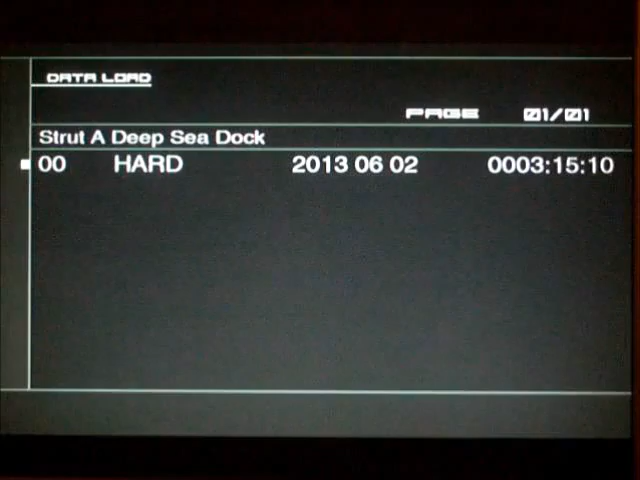 DATA LOAD
PAGE 01/01
Strut A Deep Sea Dock
00 HARD 2013 06 02 0003:15:10